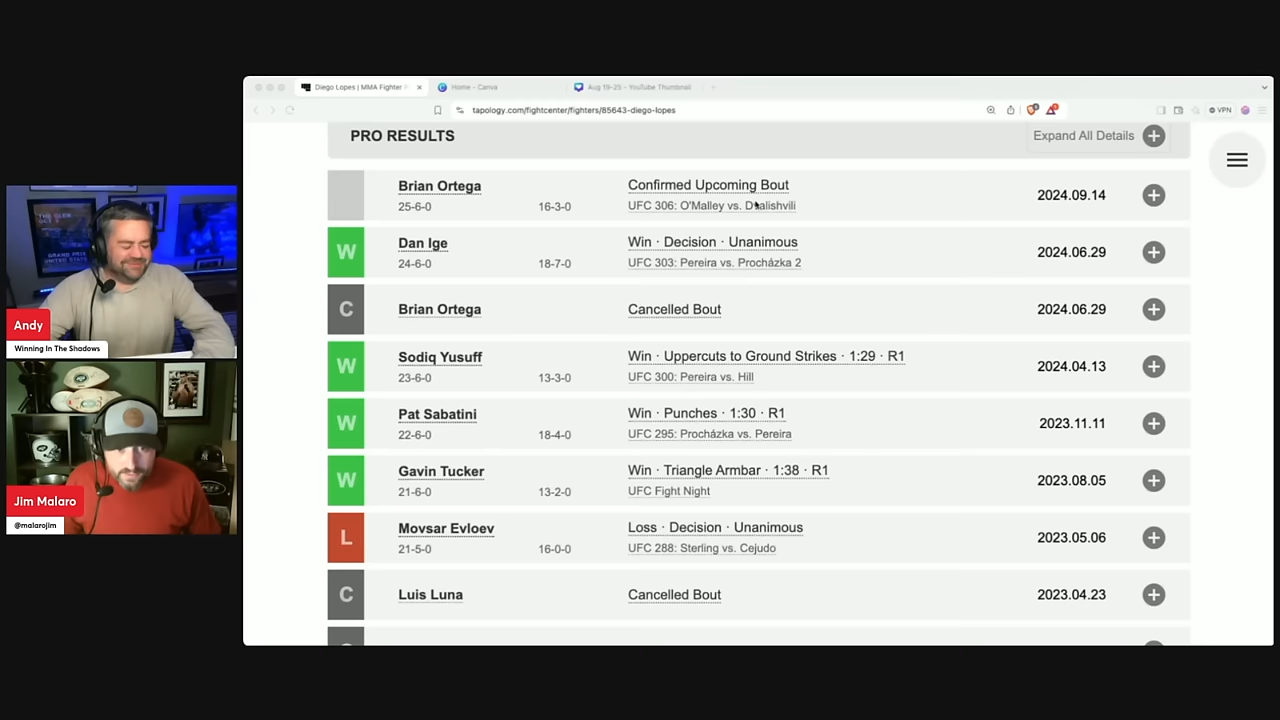 Diego Lopes | MMA Fighter P
Home - Canva
Aug 19-25 - YouTube Thumbnail
tapology.com/fightcenter/fighters/85643-diego-lopes
VPN
PRO RESULTS
Expand All Details
Brian Ortega
Confirmed Upcoming Bout
25-6-0
16-3-0
UFC 306: O'Malley vs. Dvalishvili
2024.09.14
W
Dan Ige
Win · Decision · Unanimous
24-6-0
18-7-0
UFC 303: Pereira vs. Procházka 2
2024.06.29
C
Brian Ortega
Cancelled Bout
2024.06.29
W
Sodiq Yusuff
Win · Uppercuts to Ground Strikes · 1:29 · R1
23-6-0
13-3-0
UFC 300: Pereira vs. Hill
2024.04.13
W
Pat Sabatini
Win · Punches · 1:30 · R1
22-6-0
18-4-0
UFC 295: Procházka vs. Pereira
2023.11.11
W
Gavin Tucker
Win · Triangle Armbar · 1:38 · R1
21-6-0
13-2-0
UFC Fight Night
2023.08.05
L
Movsar Evloev
Loss · Decision · Unanimous
21-5-0
16-0-0
UFC 288: Sterling vs. Cejudo
2023.05.06
C
Luis Luna
Cancelled Bout
2023.04.23
Andy
Winning In The Shadows
Jim Malaro
@malarojim